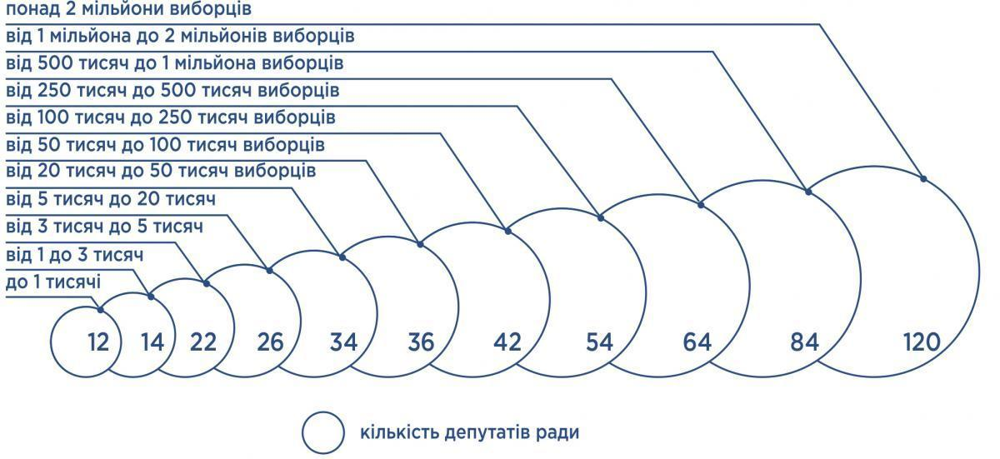 понад 2 мільйони виборців
від 1 мільйона до 2 мільйонів виборців
від 500 тисяч до 1 мільйона виборців
від 250 тисяч до 500 тисяч виборців
від 100 тисяч до 250 тисяч виборців
від 50 тисяч до 100 тисяч виборців
від 20 тисяч до 50 тисяч виборців
від 5 тисяч до 20 тисяч
від 3 тисяч до 5 тисяч
від 1 до 3 тисяч
до 1 тисячі
12 14 22 26 34 36 42 54 64 84 120
кількість депутатів ради